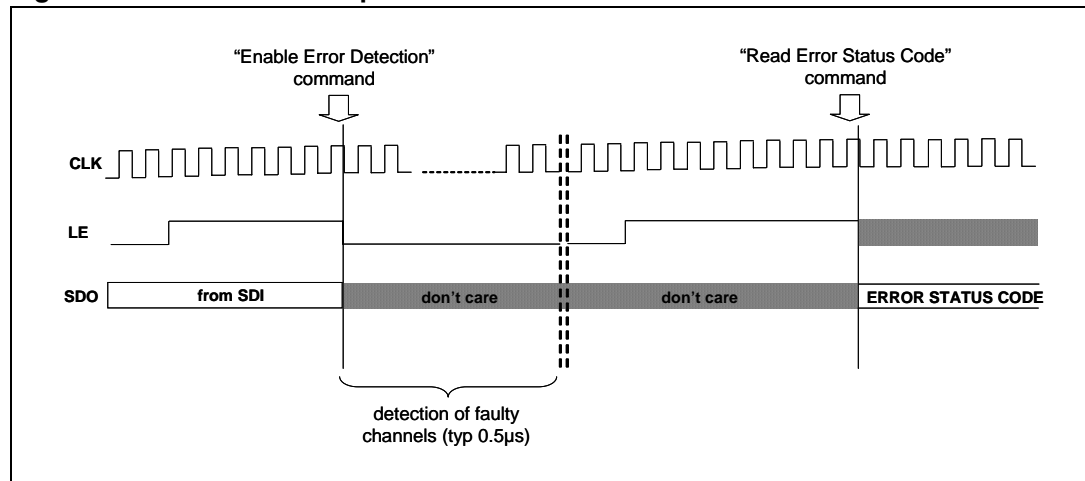 “Enable Error Detection”
command
“Read Error Status Code”
command
CLK
LE
SDO
from SDI
don’t care
don’t care
ERROR STATUS CODE
detection of faulty
channels (typ 0.5µs)